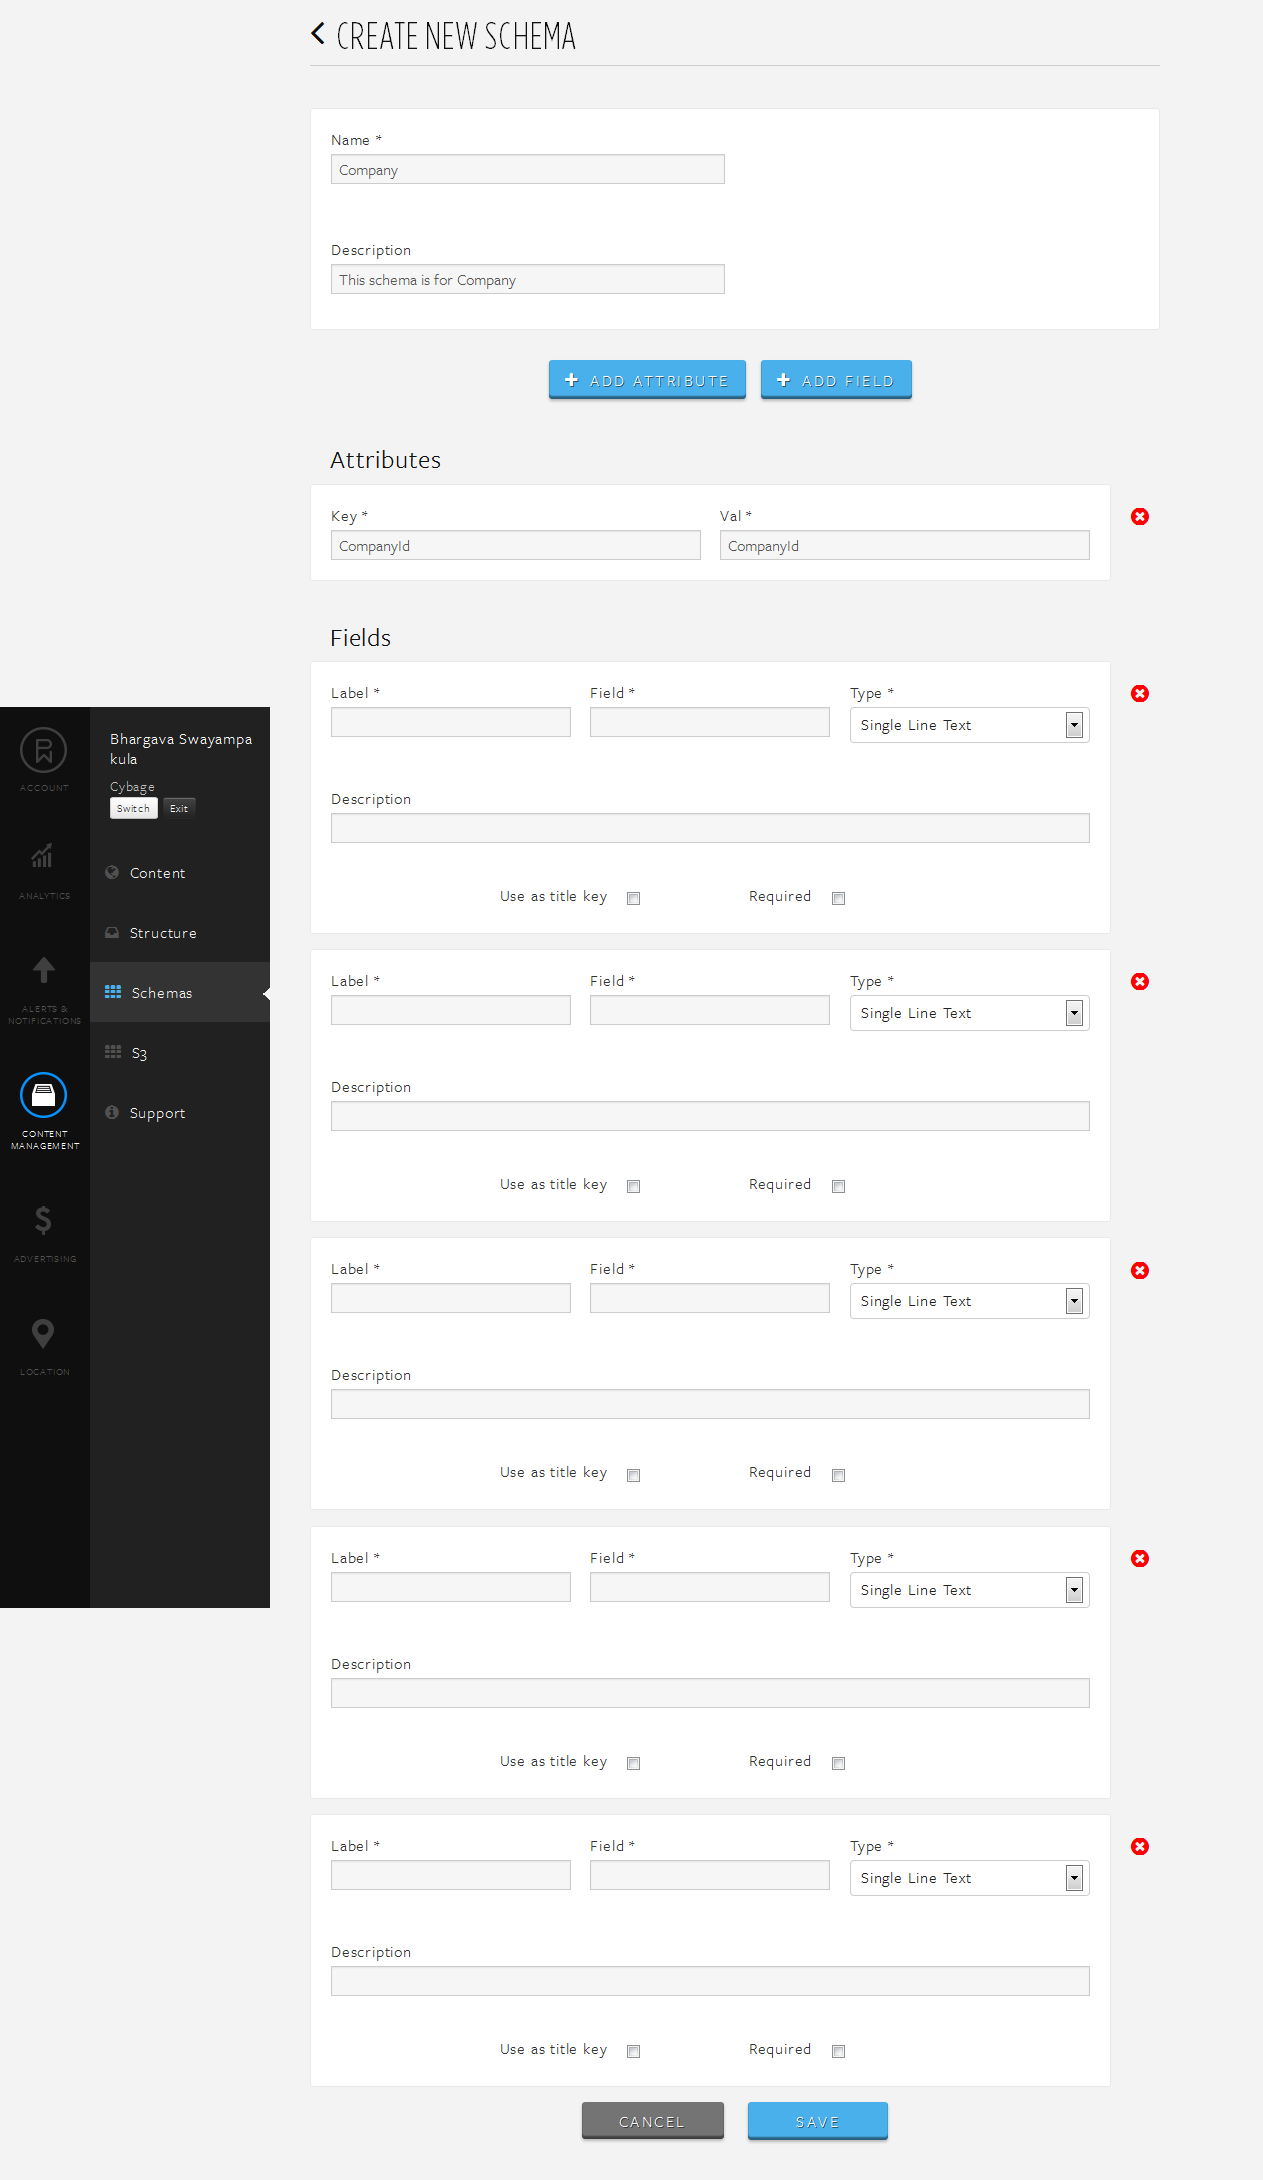 CREATE NEW SCHEMA
Name *
Company
Description
This schema is for Company
ADD ATTRIBUTE
ADD FIELD
Attributes
Key *
Val *
CompanyId
CompanyId
Fields
Label *
Field *
Type *
Single Line Text
Description
Use as title key
Required
Label *
Field *
Type *
Single Line Text
Description
Use as title key
Required
Label *
Field *
Type *
Single Line Text
Description
Use as title key
Required
Label *
Field *
Type *
Single Line Text
Description
Use as title key
Required
Label *
Field *
Type *
Single Line Text
Description
Use as title key
Required
CANCEL
SAVE
ACCOUNT
ANALYTICS
ALERTS &
NOTIFICATIONS
CONTENT
MANAGEMENT
ADVERTISING
LOCATION
Bhargava Swayampa
kula
Cybage
Switch
Exit
Content
Structure
Schemas
S3
Support